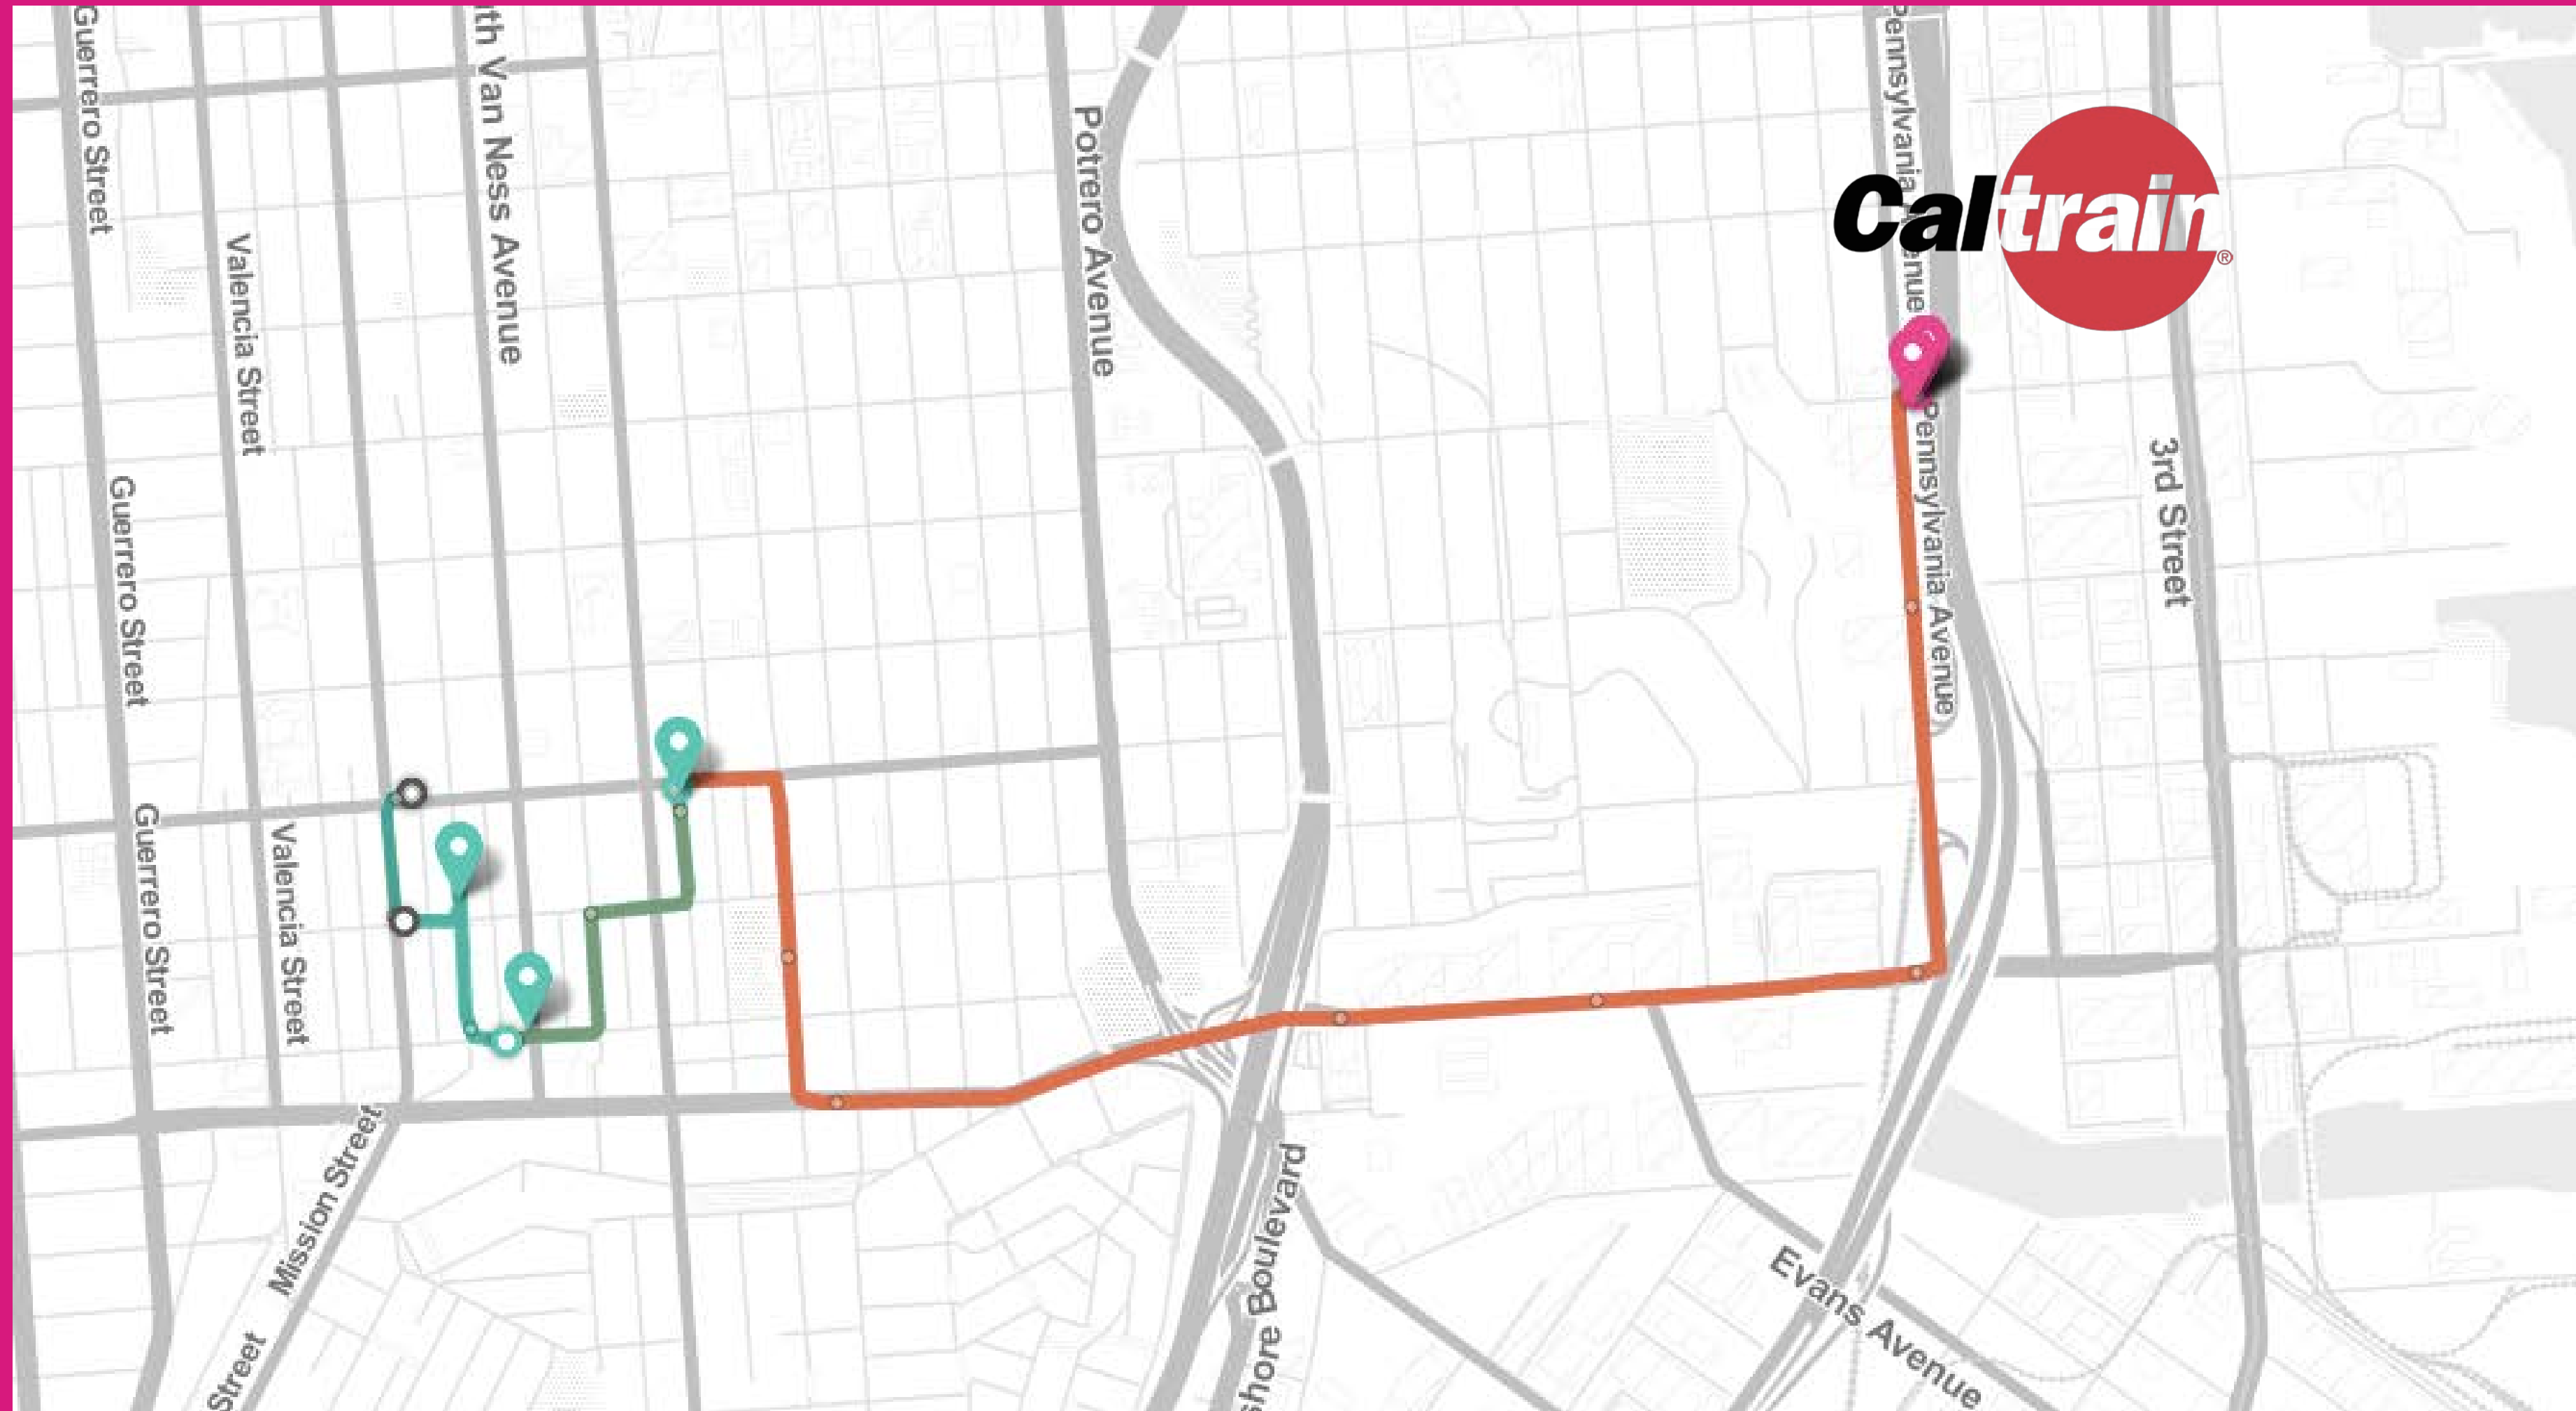 Guerrero Street
th Van Ness Avenue
Potrero Avenue
Pennsylvania Avenue
Caltrain®
Valencia Street
3rd Street
Pennsylvania Avenue
Guerrero Street
Guerrero Street
Valencia Street
Mission Street
Street
shore Boulevard
Evans Avenue